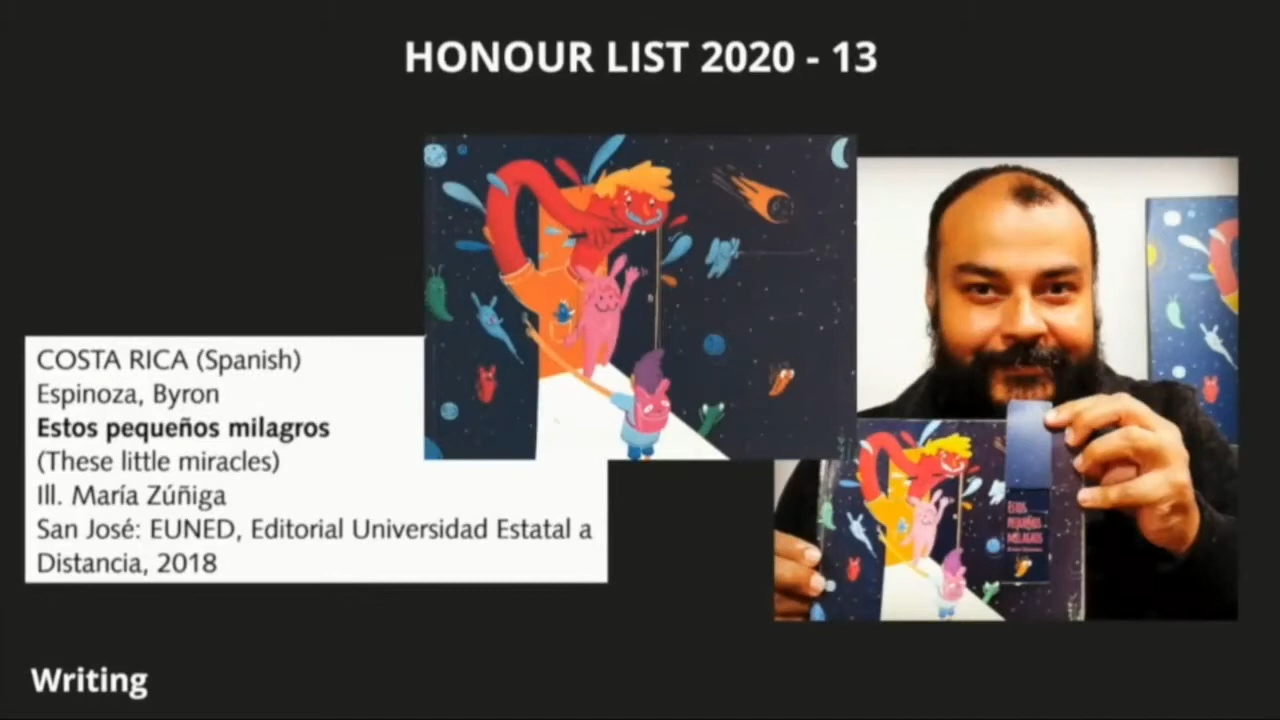 HONOUR LIST 2020 - 13
COSTA RICA (Spanish)
Espinoza, Byron
Estos pequeños milagros
(These little miracles)
Ill. María Zúñiga
San José: EUNED, Editorial Universidad Estatal a
Distancia, 2018
ESTOS
PEQUEÑOS
MILAGROS
Writing